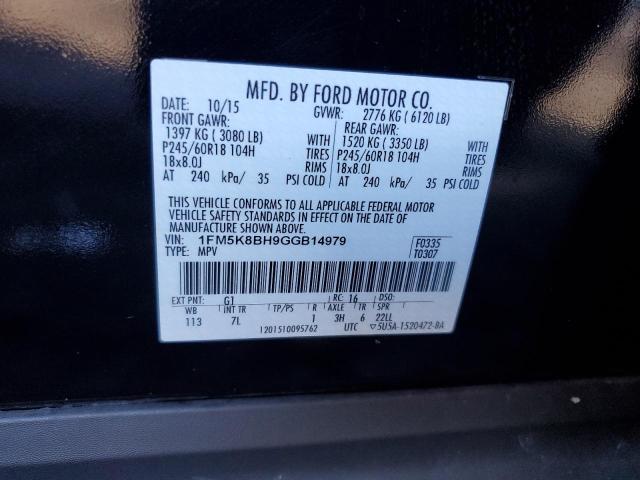 MFD. BY FORD MOTOR CO.
DATE: 10/15 GVWR: 2776 KG ( 6120 LB)
FRONT GAWR: REAR GAWR:
1397 KG ( 3080 LB) WITH 1520 KG ( 3350 LB) WITH
P245/60R18 104H TIRES P245/60R18 104H TIRES
18x8.0J RIMS 18x8.0J RIMS
AT 240 kPa/ 35 PSI COLD AT 240 kPa/ 35 PSI COLD
THIS VEHICLE CONFORMS TO ALL APPLICABLE FEDERAL MOTOR
VEHICLE SAFETY STANDARDS IN EFFECT ON THE DATE OF
MANUFACTURE SHOWN ABOVE.
VIN: 1FM5K8BH9GGB14979 F0335
TYPE: MPV T0307
EXT PNT: G1 RC: 16 DSO:
WB INT TR TP/PS R AXLE TR SPR
113 7L 1 3H 6 22LL
1201510095762 UTC ▽5U5A-1520472-BA